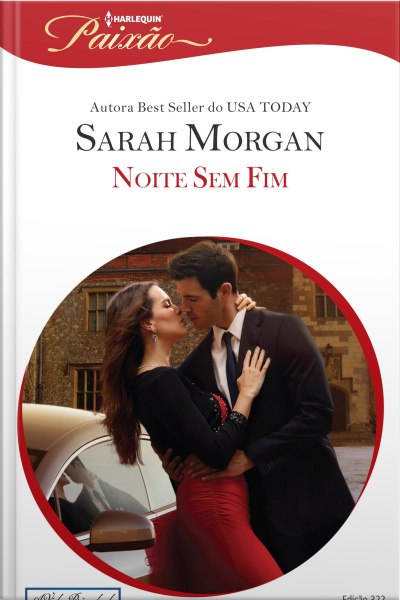 HARLEQUIN
Paixão
Autora Best Seller do USA TODAY
SARAH MORGAN
NOITE SEM FIM